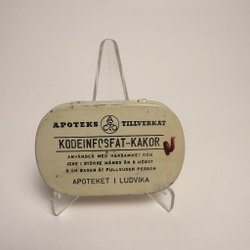 APOTEKS TILLVERKAT
KODEINFOSFAT-KAKOR
ANVÄNDES MED VARSAMHET OCH
ICKE I STÖRRE MÄNGD ÄN 6 HÖGST
8 OM DAGEN ÅT FULLVUXEN PERSON
APOTEKET I LUDVIKA